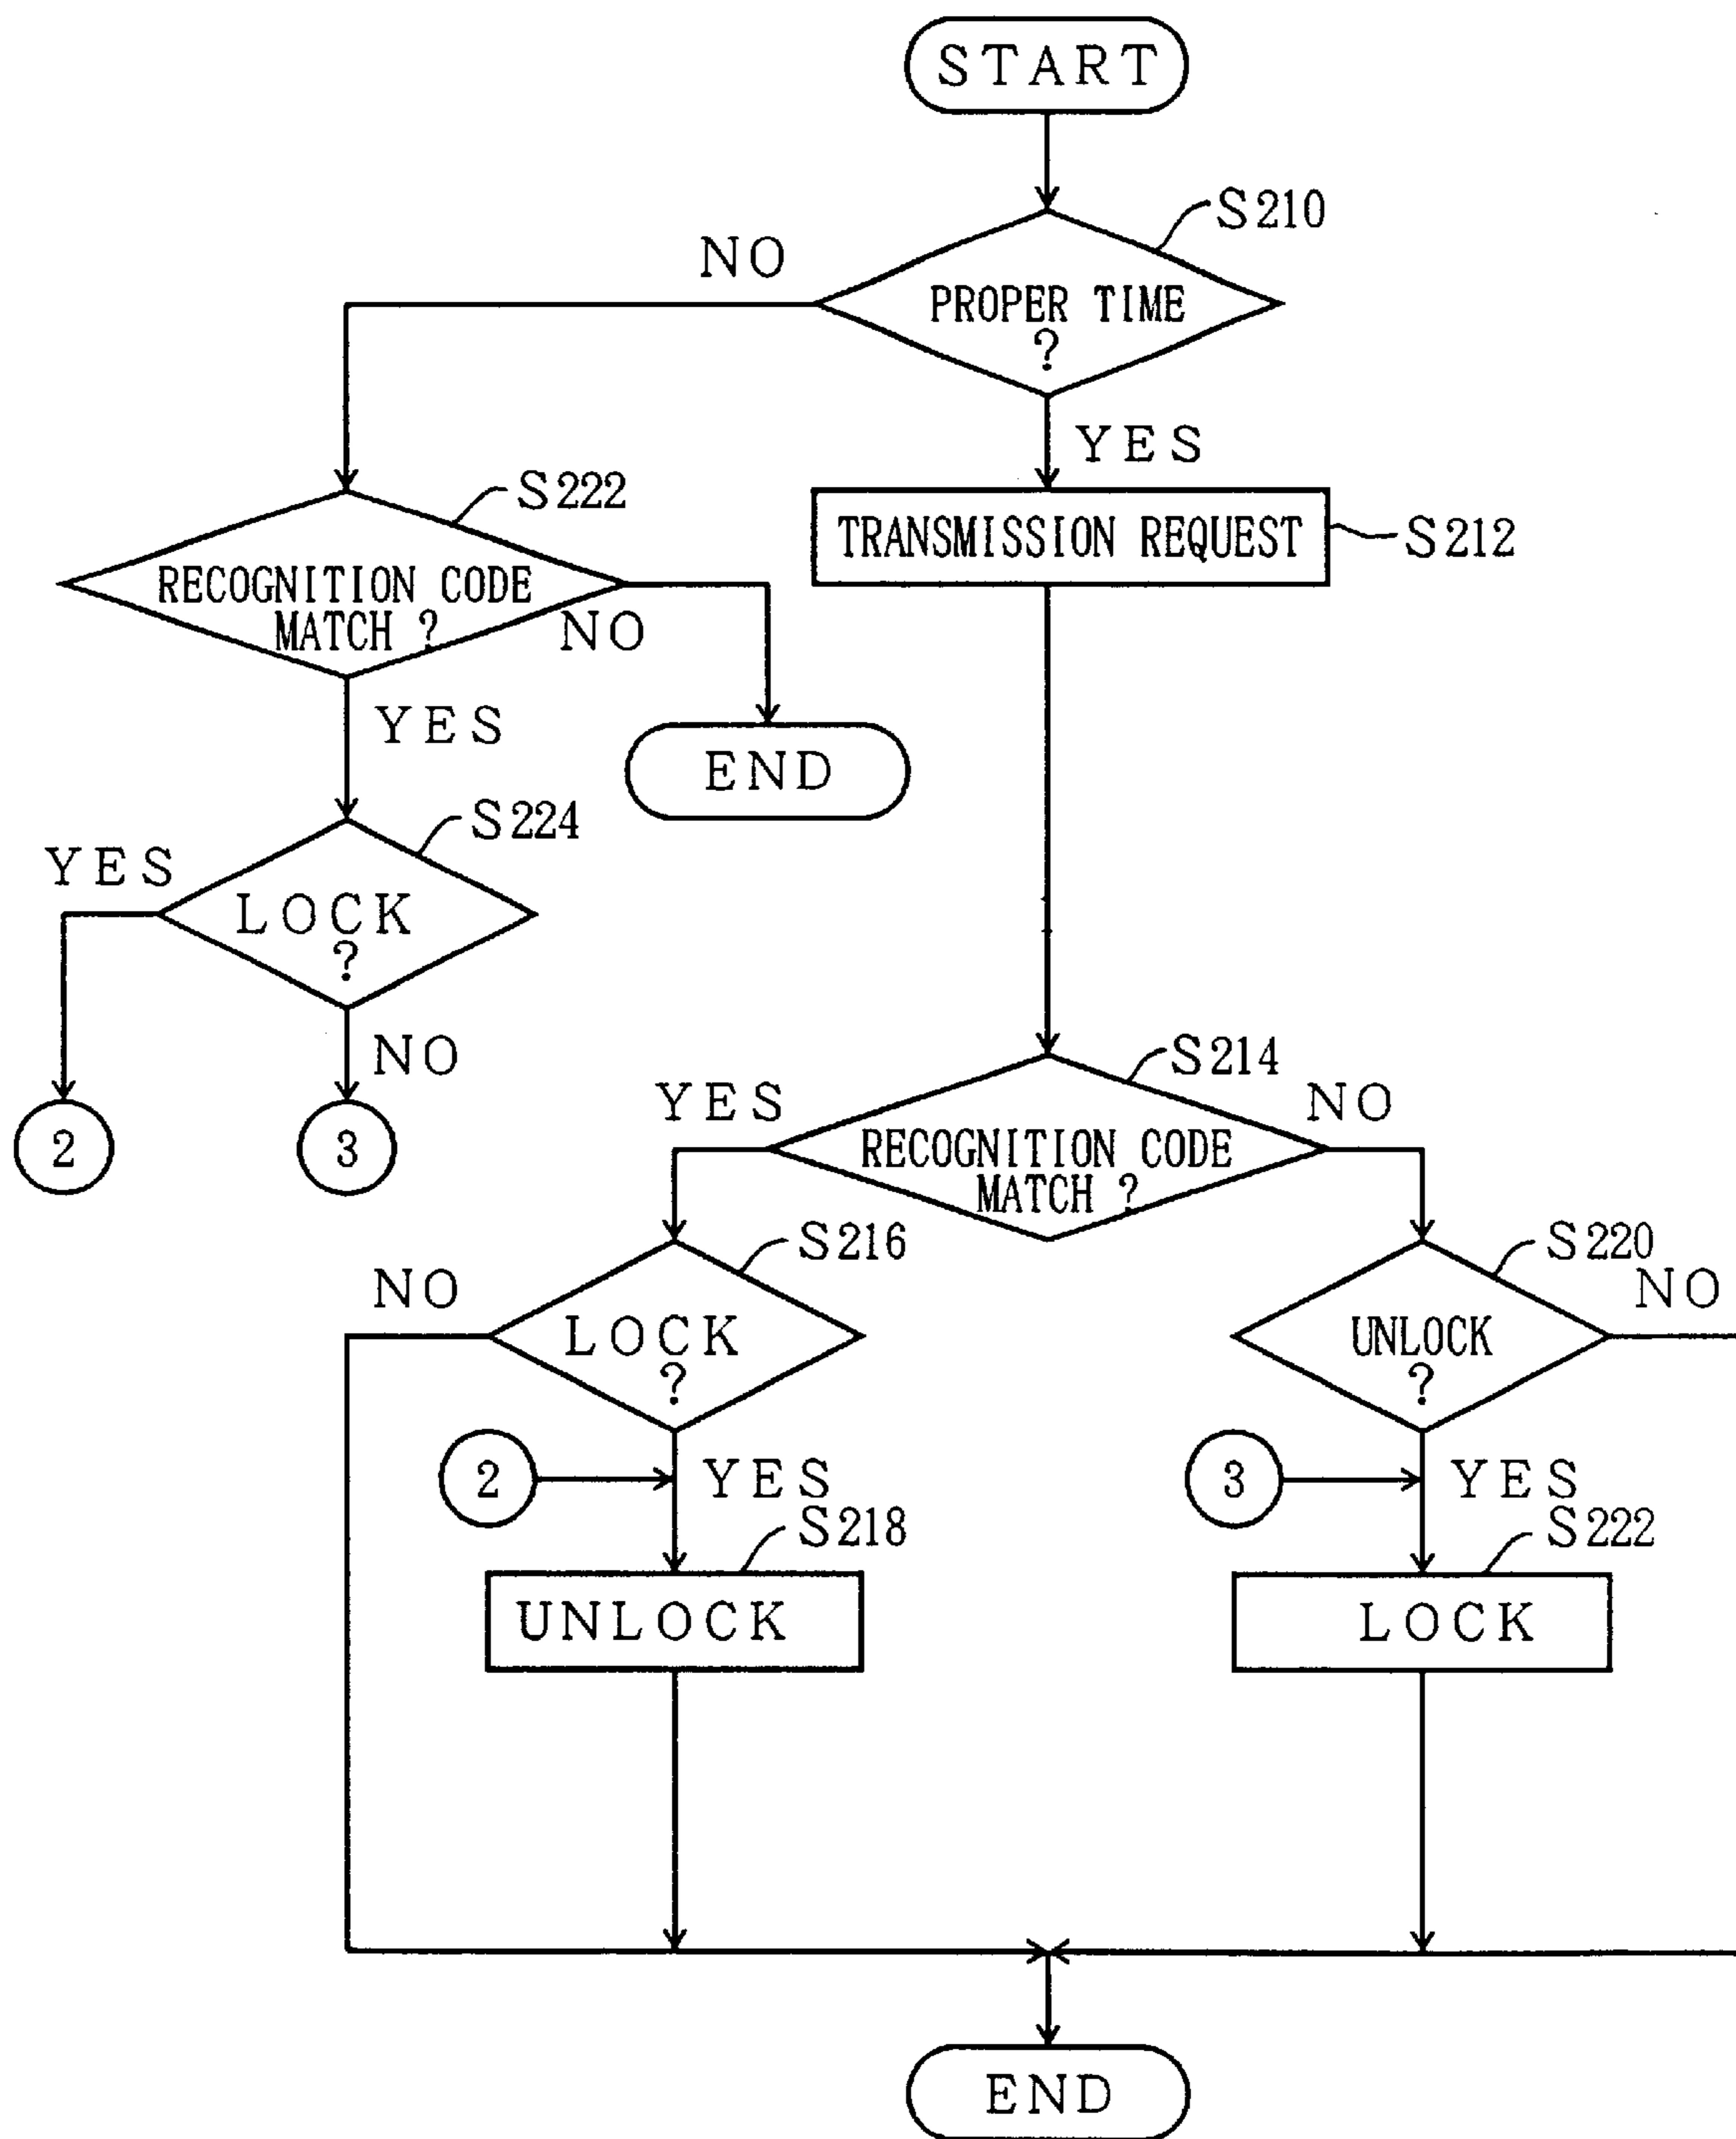 START
S210
NO
PROPER TIME
?
YES
S222
TRANSMISSION REQUEST
S212
RECOGNITION CODE
MATCH ?
NO
YES
END
S224
YES
LOCK
?
NO
2
3
S214
YES
NO
RECOGNITION CODE
MATCH ?
S216
S220
NO
NO
LOCK
?
UNLOCK
?
2
YES
3
YES
S218
S222
UNLOCK
LOCK
END